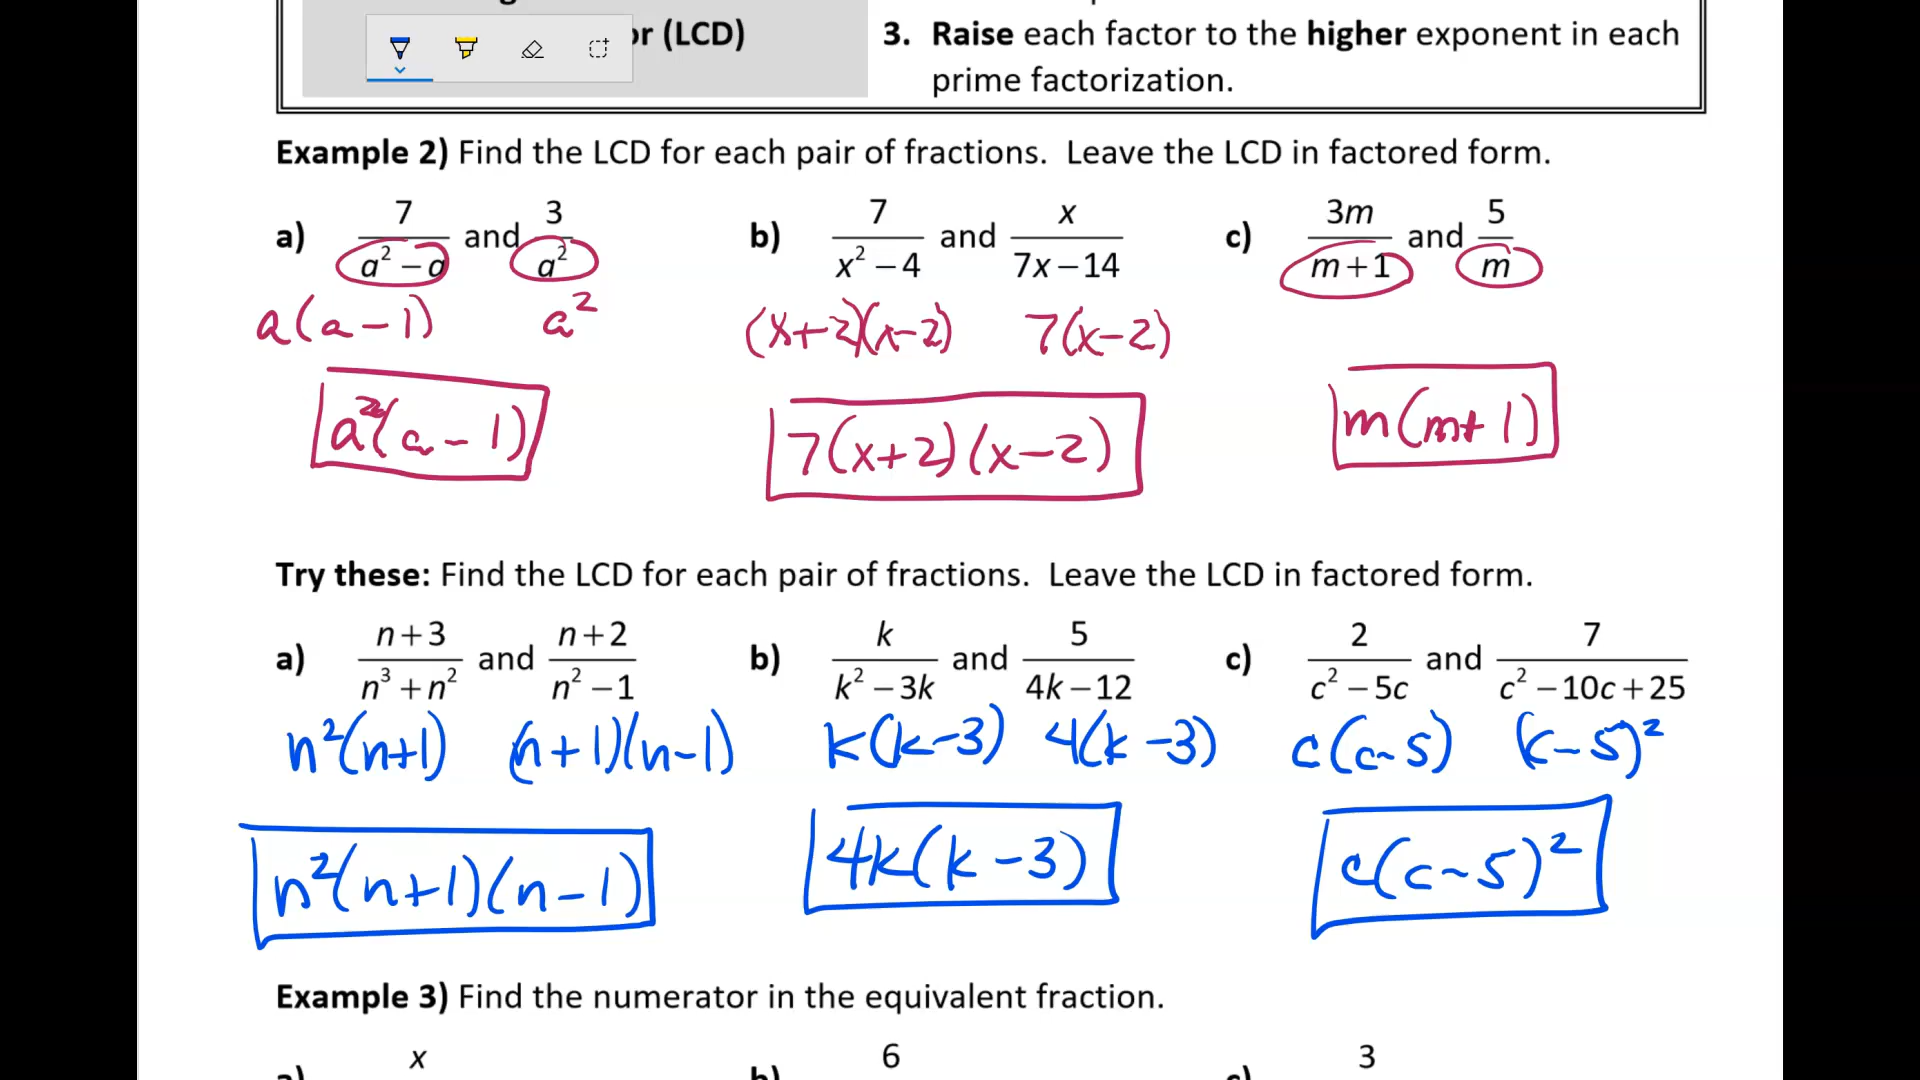 or (LCD)
3. Raise each factor to the higher exponent in each
prime factorization.
Example 2) Find the LCD for each pair of fractions. Leave the LCD in factored form.
a) 7/(a² − a) and 3/a² b) 7/(x² − 4) and x/(7x − 14) c) 3m/(m + 1) and 5/m
a(a − 1) a² (x+2)(x−2) 7(x−2)
a²(a − 1) 7(x+2)(x−2) m(m+1)
Try these: Find the LCD for each pair of fractions. Leave the LCD in factored form.
a) (n + 3)/(n³ + n²) and (n + 2)/(n² − 1) b) k/(k² − 3k) and 5/(4k − 12) c) 2/(c² − 5c) and 7/(c² − 10c + 25)
n²(n+1) (n+1)(n−1) k(k−3) 4(k−3) c(c−5) (c−5)²
n²(n+1)(n−1) 4k(k−3) c(c−5)²
Example 3) Find the numerator in the equivalent fraction.
a) x b) 6 c) 3